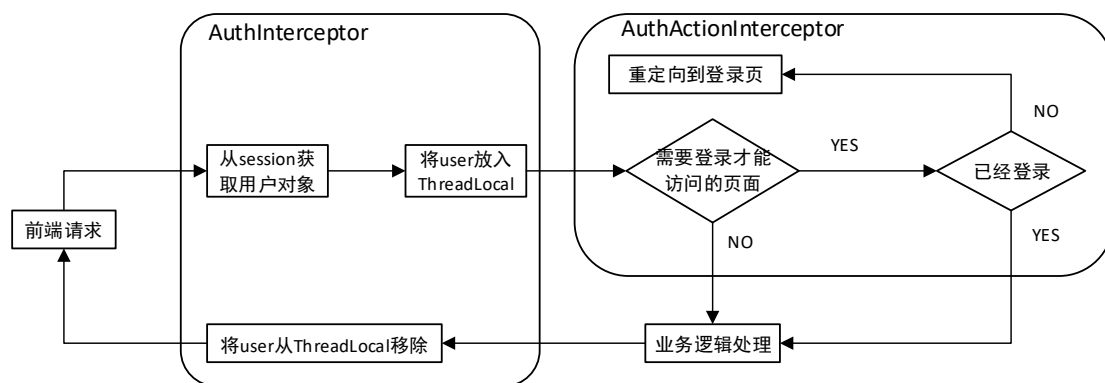 AuthInterceptor
AuthActionInterceptor
重定向到登录页
NO
从session获
取用户对象
将user放入
ThreadLocal
需要登录才能
访问的页面
YES
已经登录
前端请求
NO
YES
将user从ThreadLocal移除
业务逻辑处理